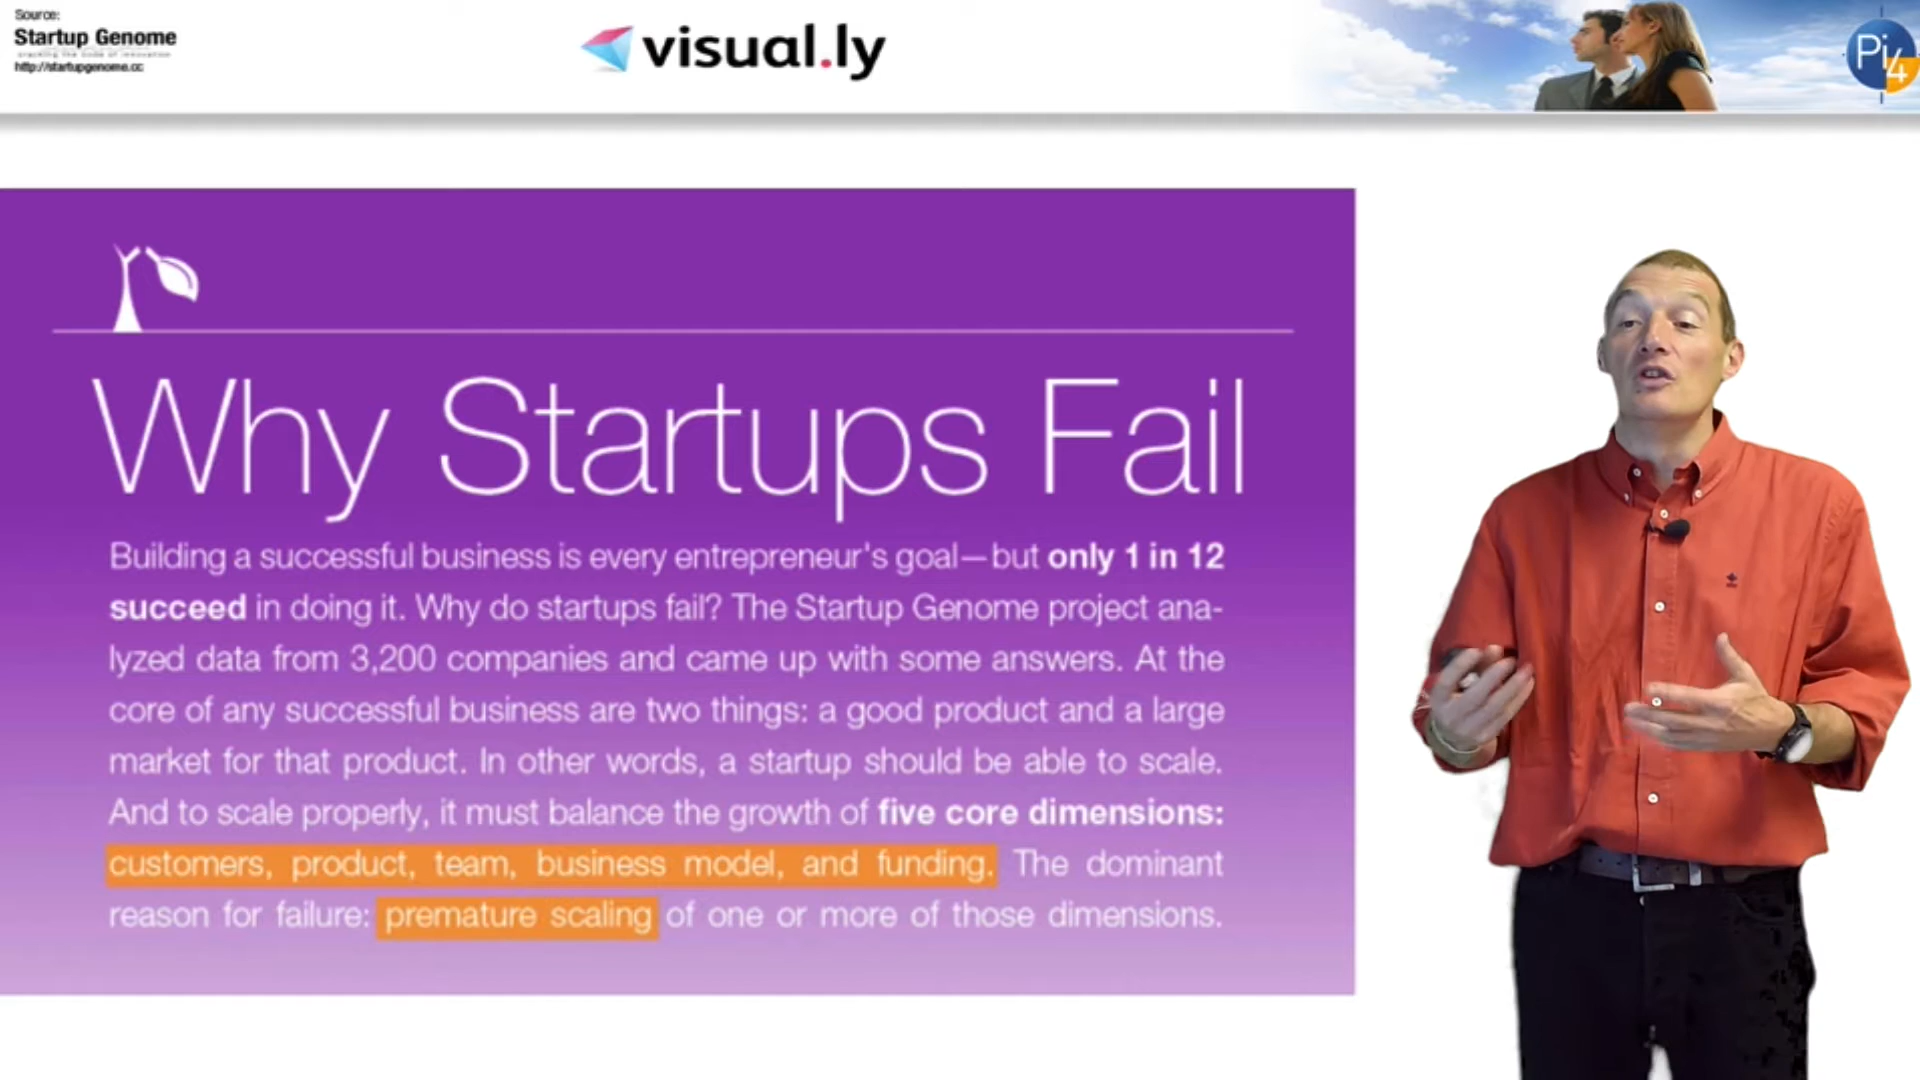 Source:
Startup Genome
http://startupgenome.cc
visual.ly
Pi4
Why Startups Fail
Building a successful business is every entrepreneur's goal—but only 1 in 12
succeed in doing it. Why do startups fail? The Startup Genome project ana-
lyzed data from 3,200 companies and came up with some answers. At the
core of any successful business are two things: a good product and a large
market for that product. In other words, a startup should be able to scale.
And to scale properly, it must balance the growth of five core dimensions:
customers, product, team, business model, and funding. The dominant
reason for failure: premature scaling of one or more of those dimensions.